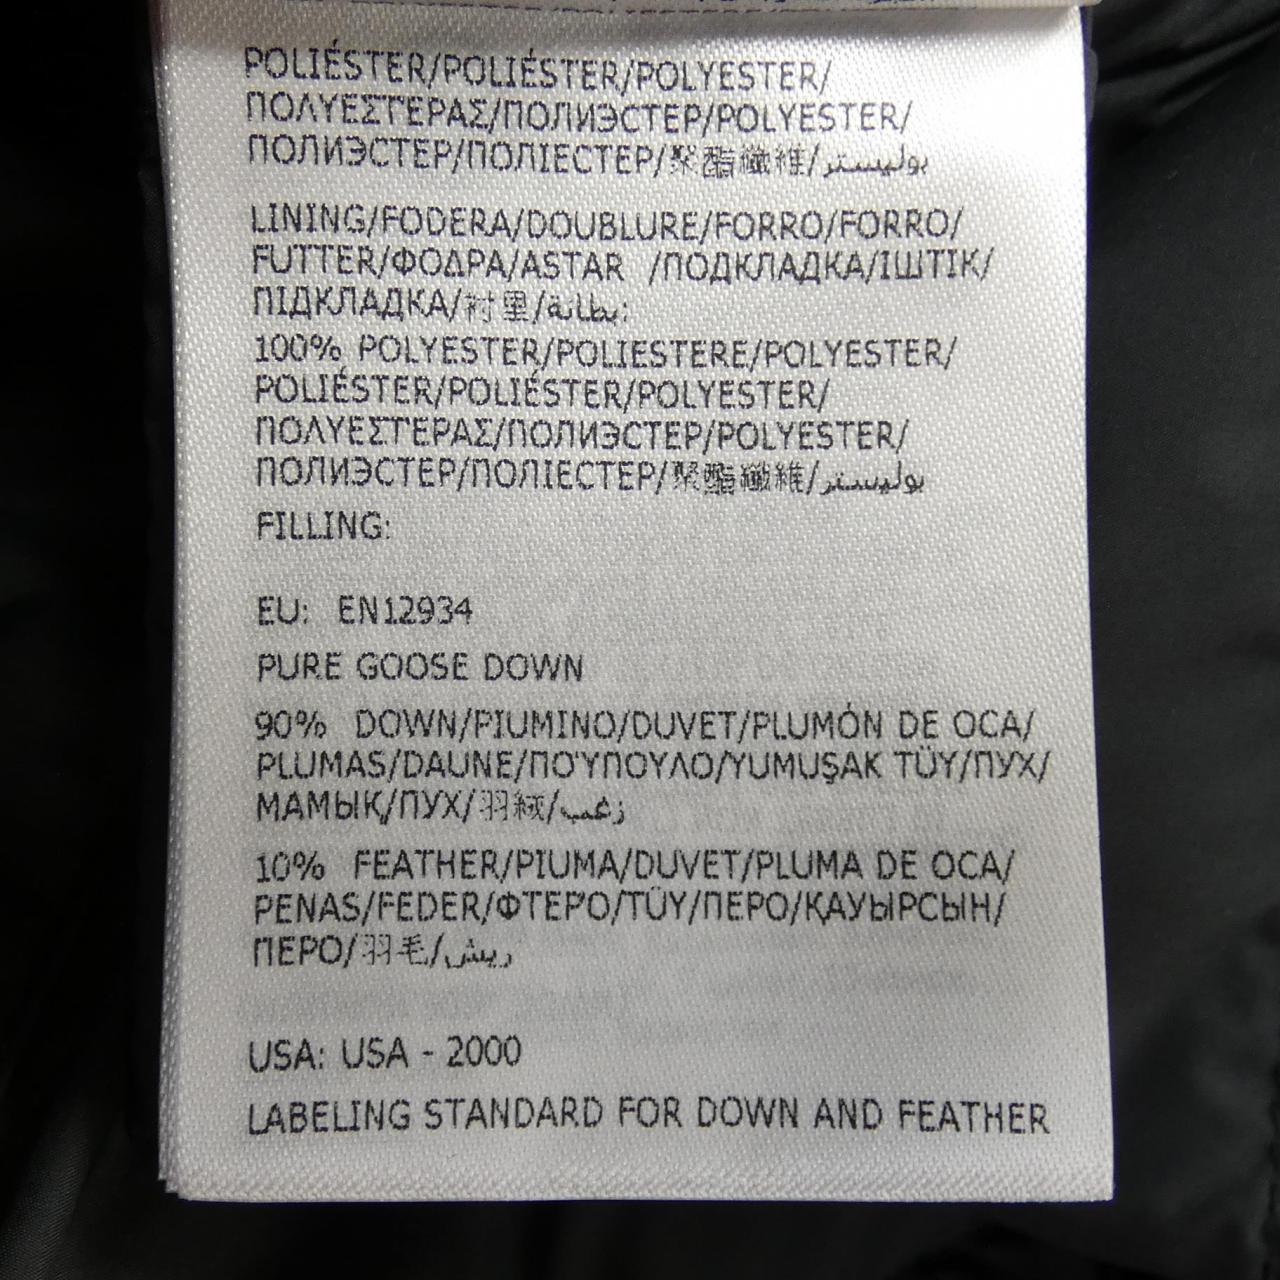 POLIÉSTER/POLIÉSTER/POLYESTER/
ΠΟΛΥΕΣΤΕΡΑΣ/ПОЛИЭСТЕР/POLYESTER/
ПОЛИЭСТЕР/ПОЛІЕСТЕР/聚酯纖維/بوليستر
LINING/FODERA/DOUBLURE/FORRO/FORRO/
FUTTER/ΦΟΔΡΑ/ASTAR /ПОДКЛАДКА/ІШТІК/
ПІДКЛАДКА/衬里/بطانة:
100% POLYESTER/POLIESTERE/POLYESTER/
POLIÉSTER/POLIÉSTER/POLYESTER/
ΠΟΛΥΕΣΤΕΡΑΣ/ПОЛИЭСТЕР/POLYESTER/
ПОЛИЭСТЕР/ПОЛІЕСТЕР/聚酯纖維/بوليستر
FILLING:
EU: EN12934
PURE GOOSE DOWN
90% DOWN/PIUMINO/DUVET/PLUMÓN DE OCA/
PLUMAS/DAUNE/ΠΟΎΠΟΥΛΟ/YUMUŞAK TÜY/ПУХ/
МАМЫҚ/ПУХ/羽絨/زغب
10% FEATHER/PIUMA/DUVET/PLUMA DE OCA/
PENAS/FEDER/ΦΤΕΡΌ/TÜY/ПЕРО/ҚАУЫРСЫН/
ПЕРО/羽毛/ريش
USA: USA - 2000
LABELING STANDARD FOR DOWN AND FEATHER